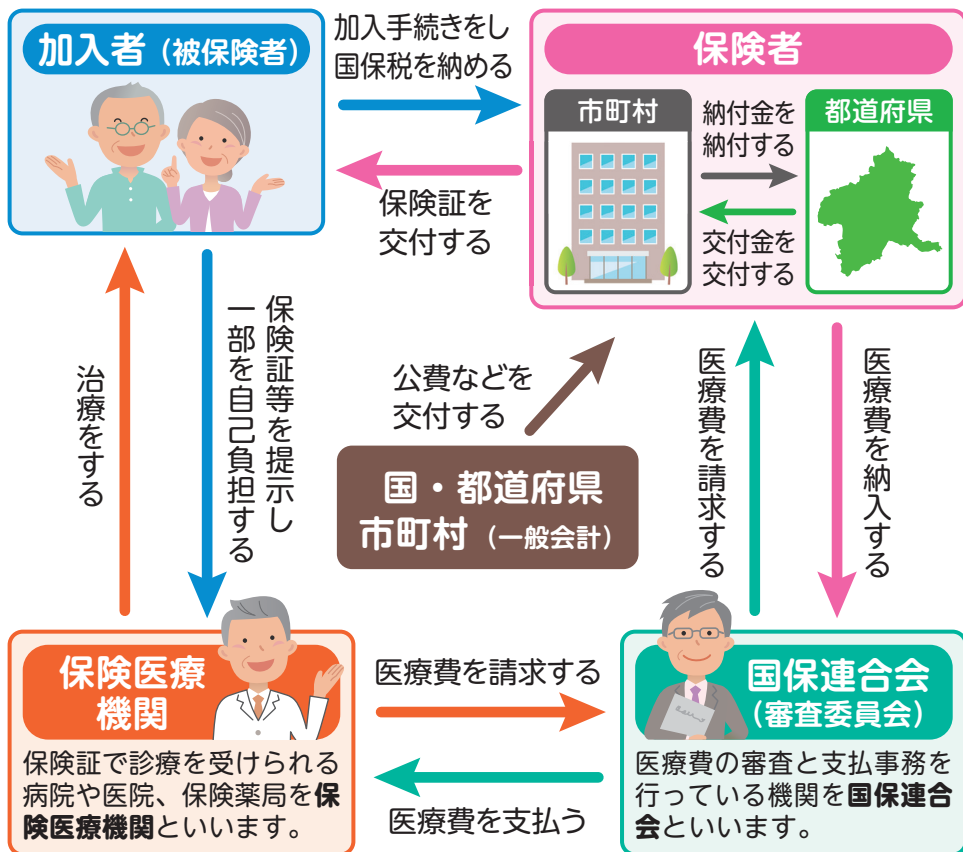 加入者（被保険者）
加入手続きをし
国保税を納める
保険証を
交付する
保険者
市町村
納付金を
納付する
交付金を
交付する
都道府県
治療をする
保険証等を提示し
一部を自己負担する
公費などを
交付する
国・都道府県
市町村（一般会計）
医療費を請求する
医療費を納入する
保険医療
機関
保険証で診療を受けられる
病院や医院、保険薬局を保
険医療機関といいます。
医療費を請求する
医療費を支払う
国保連合会
（審査委員会）
医療費の審査と支払事務を
行っている機関を国保連合
会といいます。